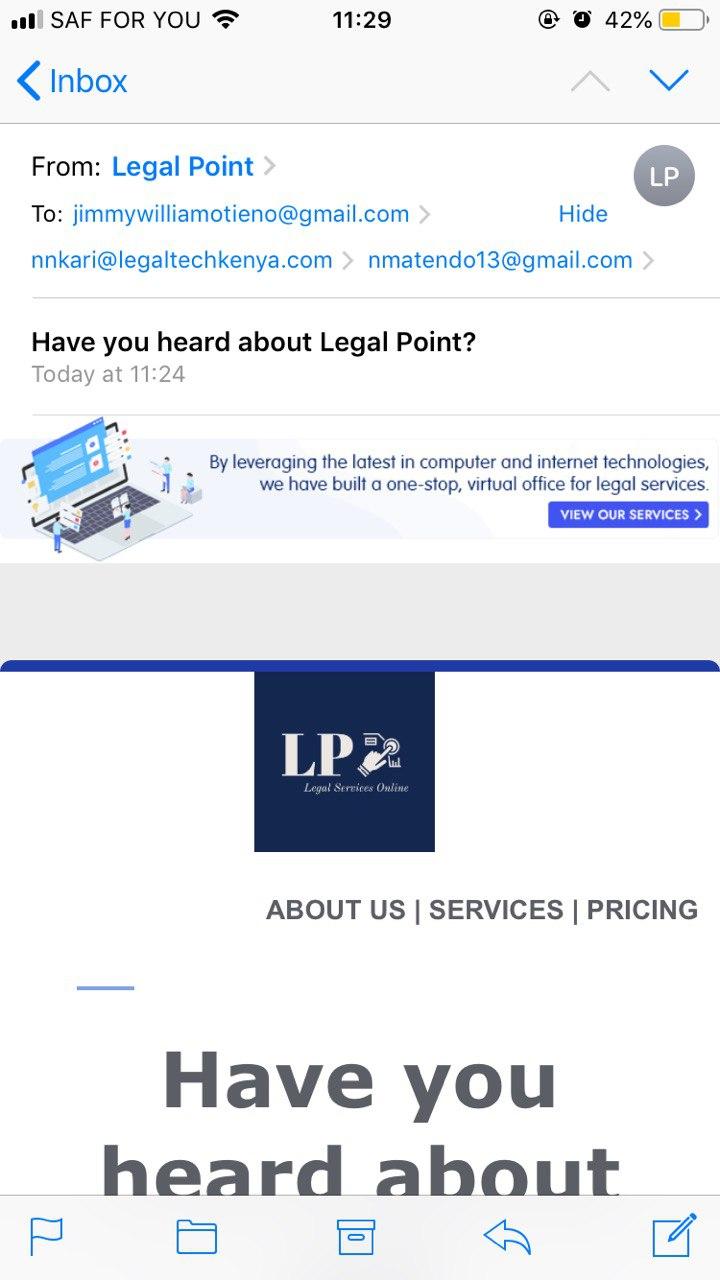 SAF FOR YOU 11:29 42%
Inbox
From: Legal Point
LP
To: jimmywilliamotieno@gmail.com Hide
nnkari@legaltechkenya.com nmatendo13@gmail.com
Have you heard about Legal Point?
Today at 11:24
By leveraging the latest in computer and internet technologies,
we have built a one-stop, virtual office for legal services.
VIEW OUR SERVICES >
LP
Legal Services Online
ABOUT US | SERVICES | PRICING
Have you
heard about